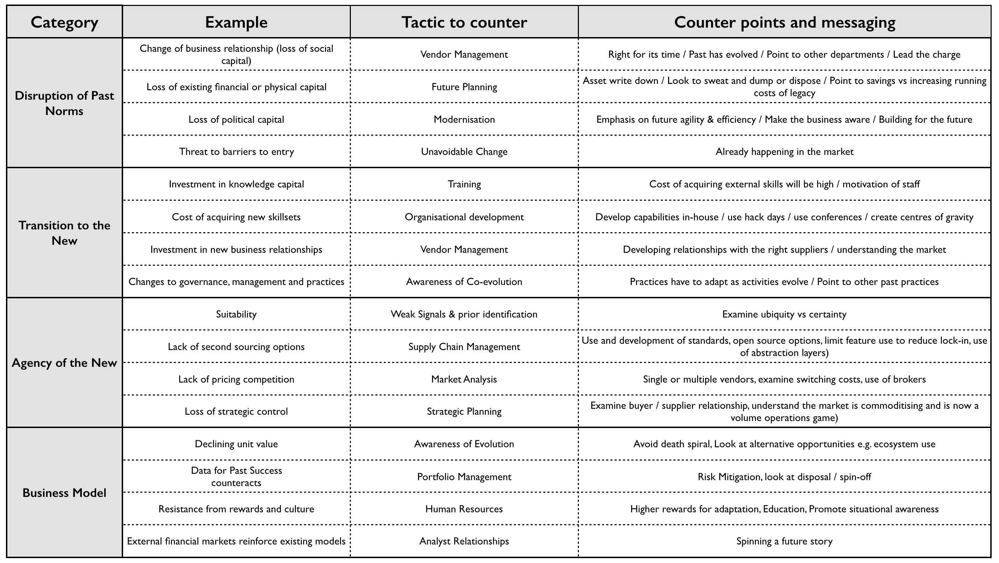 Category
Example
Tactic to counter
Counter points and messaging
Disruption of Past
Norms
Change of business relationship (loss of social
capital)
Vendor Management
Right for its time / Past has evolved / Point to other departments / Lead the charge
Loss of existing financial or physical capital
Future Planning
Asset write down / Look to sweat and dump or dispose / Point to savings vs increasing running
costs of legacy
Loss of political capital
Modernisation
Emphasis on future agility & efficiency / Make the business aware / Building for the future
Threat to barriers to entry
Unavoidable Change
Already happening in the market
Transition to the
New
Investment in knowledge capital
Training
Cost of acquiring external skills will be high / motivation of staff
Cost of acquiring new skillsets
Organisational development
Develop capabilities in-house / use hack days / use conferences / create centres of gravity
Investment in new business relationships
Vendor Management
Developing relationships with the right suppliers / understanding the market
Changes to governance, management and practices
Awareness of Co-evolution
Practices have to adapt as activities evolve / Point to other past practices
Agency of the New
Suitability
Weak Signals & prior identification
Examine ubiquity vs certainty
Lack of second sourcing options
Supply Chain Management
Use and development of standards, open source options, limit feature use to reduce lock-in, use
of abstraction layers)
Lack of pricing competition
Market Analysis
Single or multiple vendors, examine switching costs, use of brokers
Loss of strategic control
Strategic Planning
Examine buyer / supplier relationship, understand the market is commoditising and is now a
volume operations game)
Business Model
Declining unit value
Awareness of Evolution
Avoid death spiral, Look at alternative opportunities e.g. ecosystem use
Data for Past Success
counteracts
Portfolio Management
Risk Mitigation, look at disposal / spin-off
Resistance from rewards and culture
Human Resources
Higher rewards for adaptation, Education, Promote situational awareness
External financial markets reinforce existing models
Analyst Relationships
Spinning a future story